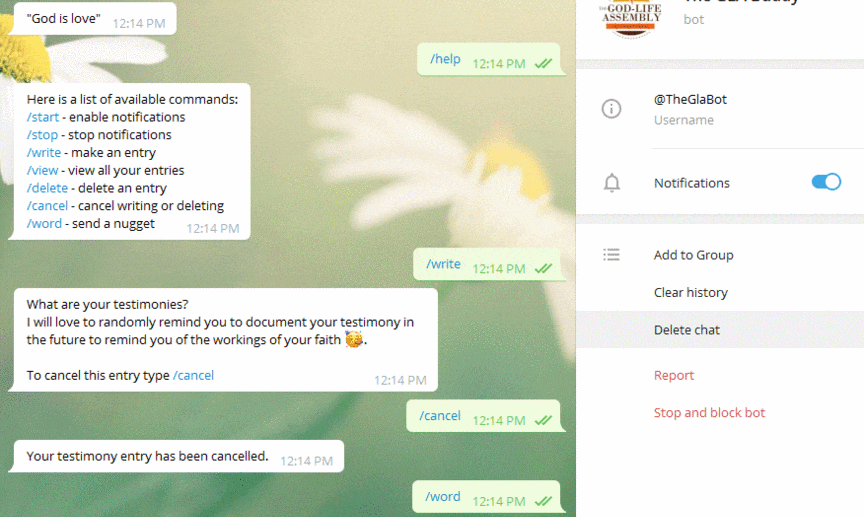 "God is love" 12:14 PM
/help 12:14 PM
Here is a list of available commands:
/start - enable notifications
/stop - stop notifications
/write - make an entry
/view - view all your entries
/delete - delete an entry
/cancel - cancel writing or deleting
/word - send a nugget 12:14 PM
/write 12:14 PM
What are your testimonies?
I will love to randomly remind you to document your testimony in
the future to remind you of the workings of your faith 🥳.
To cancel this entry type /cancel 12:14 PM
/cancel 12:14 PM
Your testimony entry has been cancelled. 12:14 PM
/word 12:14 PM
THE GOD-LIFE
ASSEMBLY
bot
@TheGlaBot
Username
Notifications
Add to Group
Clear history
Delete chat
Report
Stop and block bot